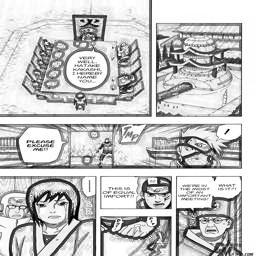 火
VERY
WELL,
HATAKE
KAKASHI,
I HEREBY
NAME
YOU...
PLEASE
EXCUSE
ME!!
!
!
THIS IS
OF EQUAL
IMPORT!!
WE'RE IN
THE MIDST
OF AN
IMPORTANT
MEETING!
WHAT
IS IT?!